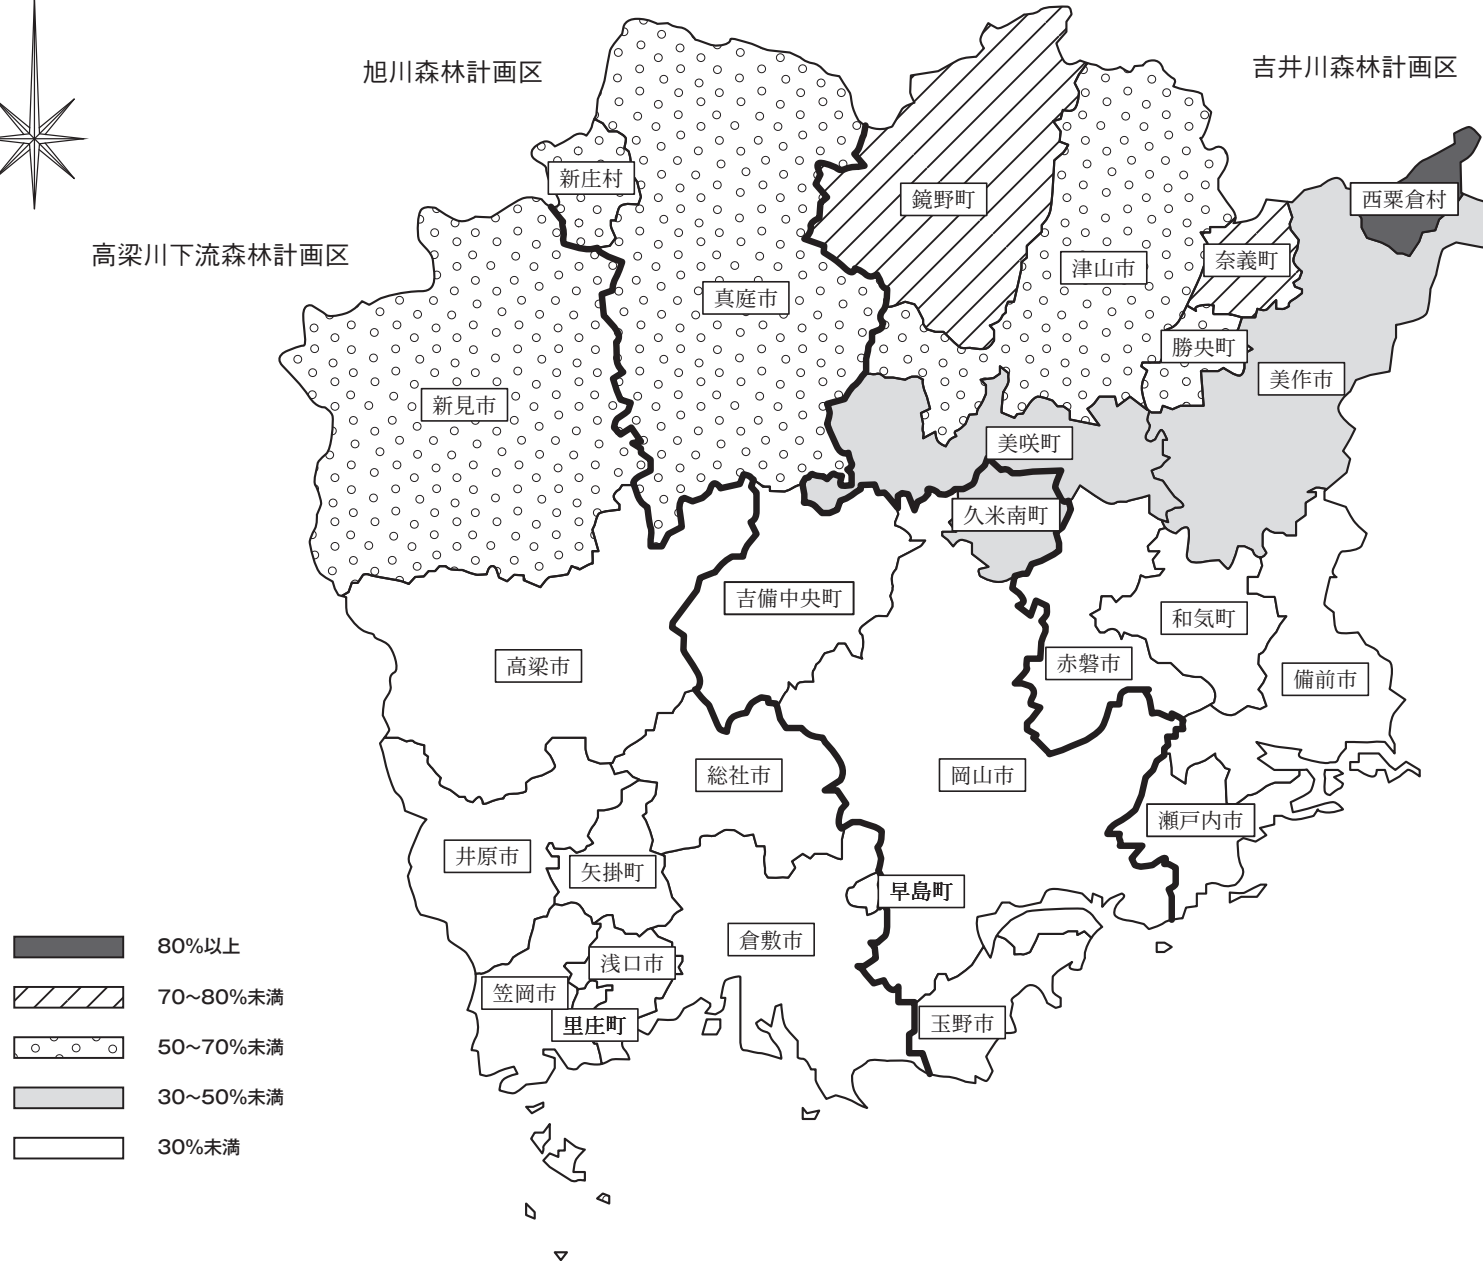 旭川森林計画区
吉井川森林計画区
高梁川下流森林計画区
新庄村
鏡野町
西粟倉村
奈義町
津山市
真庭市
勝央町
美作市
新見市
美咲町
久米南町
吉備中央町
和気町
高梁市
赤磐市
備前市
総社市
岡山市
瀬戸内市
井原市
矢掛町
早島町
倉敷市
浅口市
笠岡市
里庄町
玉野市
80%以上
70~80%未満
50~70%未満
30~50%未満
30%未満